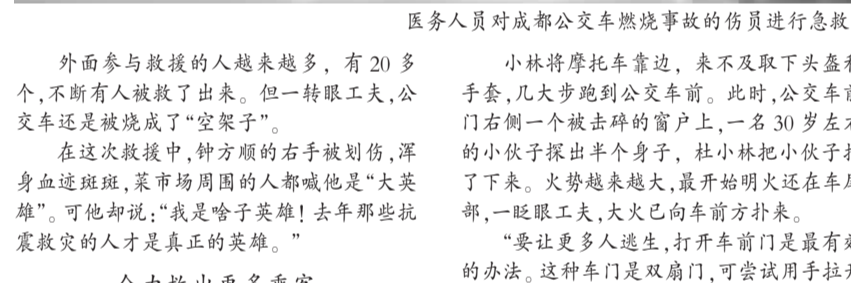 医务人员对成都公交车燃烧事故的伤员进行急救
外面参与救援的人越来越多，有20多
个，不断有人被救了出来。但一转眼工夫，公
交车还是被烧成了“空架子”。
在这次救援中，钟方顺的右手被划伤，浑
身血迹斑斑，菜市场周围的人都喊他是“大英
雄”。可他却说：“我是啥子英雄！去年那些抗
震救灾的人才是真正的英雄。”
小林将摩托车靠边，来不及取下头盔和
手套，几大步跑到公交车前。此时，公交车前
门右侧一个被击碎的窗户上，一名30岁左右
的小伙子探出半个身子，杜小林把小伙子
了下来。火势越来越大，最开始明火还在车尾
部，一眨眼工夫，大火已向车前方扑来。
“要让更多人逃生，打开车前门是最有效
的办法。这种车门是双扇门，可尝试用手拉开